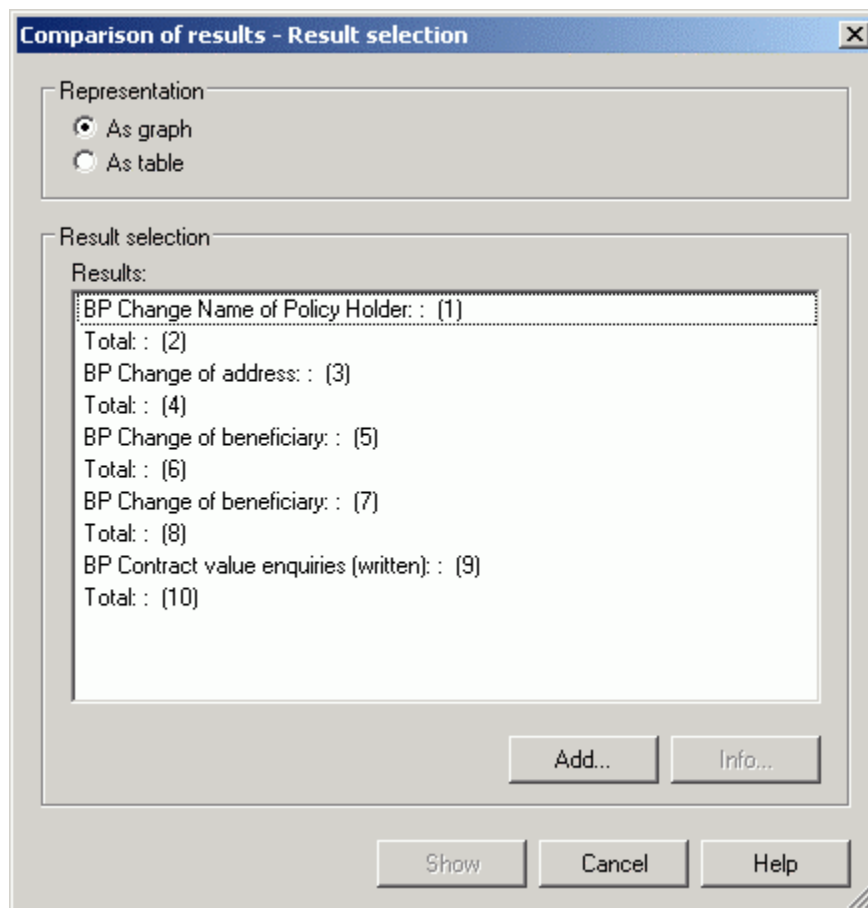 Comparison of results - Result selection
Representation
As graph
As table
Result selection
Results:
BP Change Name of Policy Holder: : (1)
Total: : (2)
BP Change of address: : (3)
Total: : (4)
BP Change of beneficiary: : (5)
Total: : (6)
BP Change of beneficiary: : (7)
Total: : (8)
BP Contract value enquiries (written): : (9)
Total: : (10)
Add... Info...
Show Cancel Help